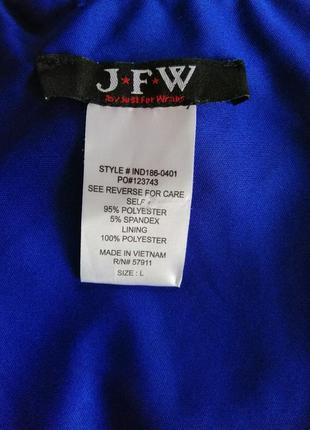 J★F★W
By Just For Wraps
STYLE # IND186-0401
PO#123743
SEE REVERSE FOR CARE
SELF
95% POLYESTER
5% SPANDEX
LINING
100% POLYESTER
MADE IN VIETNAM
R/N# 57911
SIZE : L